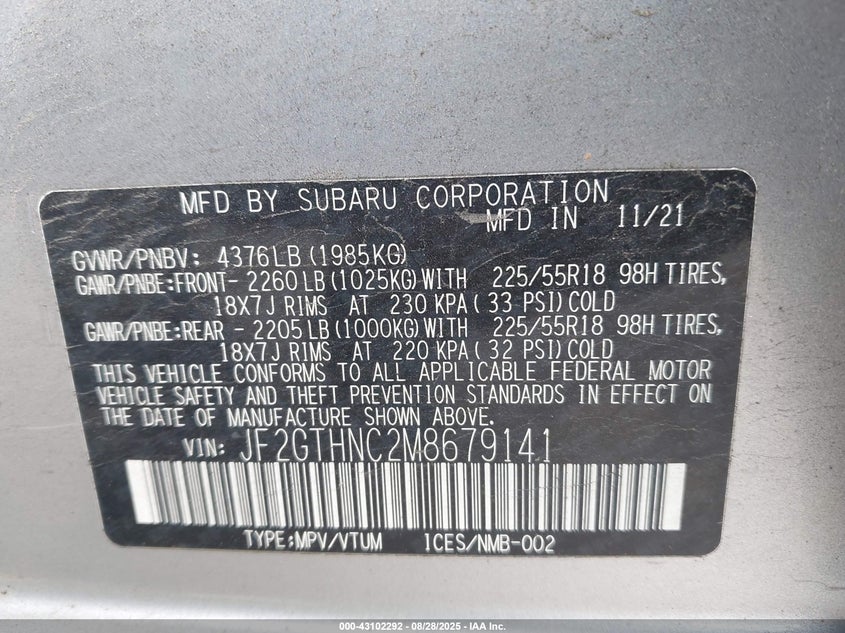 MFD BY SUBARU CORPORATION
MFD IN 11/21
GVWR/PNBV: 4376LB (1985KG)
GAWR/PNBE:FRONT- 2260 LB (1025KG) WITH 225/55R18 98H TIRES,
18X7J RIMS AT 230 KPA ( 33 PSI) COLD
GAWR/PNBE:REAR - 2205 LB (1000KG) WITH 225/55R18 98H TIRES,
18X7J RIMS AT 220 KPA ( 32 PSI) COLD
THIS VEHICLE CONFORMS TO ALL APPLICABLE FEDERAL MOTOR
VEHICLE SAFETY AND THEFT PREVENTION STANDARDS IN EFFECT ON
THE DATE OF MANUFACTURE SHOWN ABOVE.
VIN: JF2GTHNC2M8679141
TYPE:MPV/VTUM ICES/NMB-002
000-43102292 - 08/28/2025 - IAA Inc.